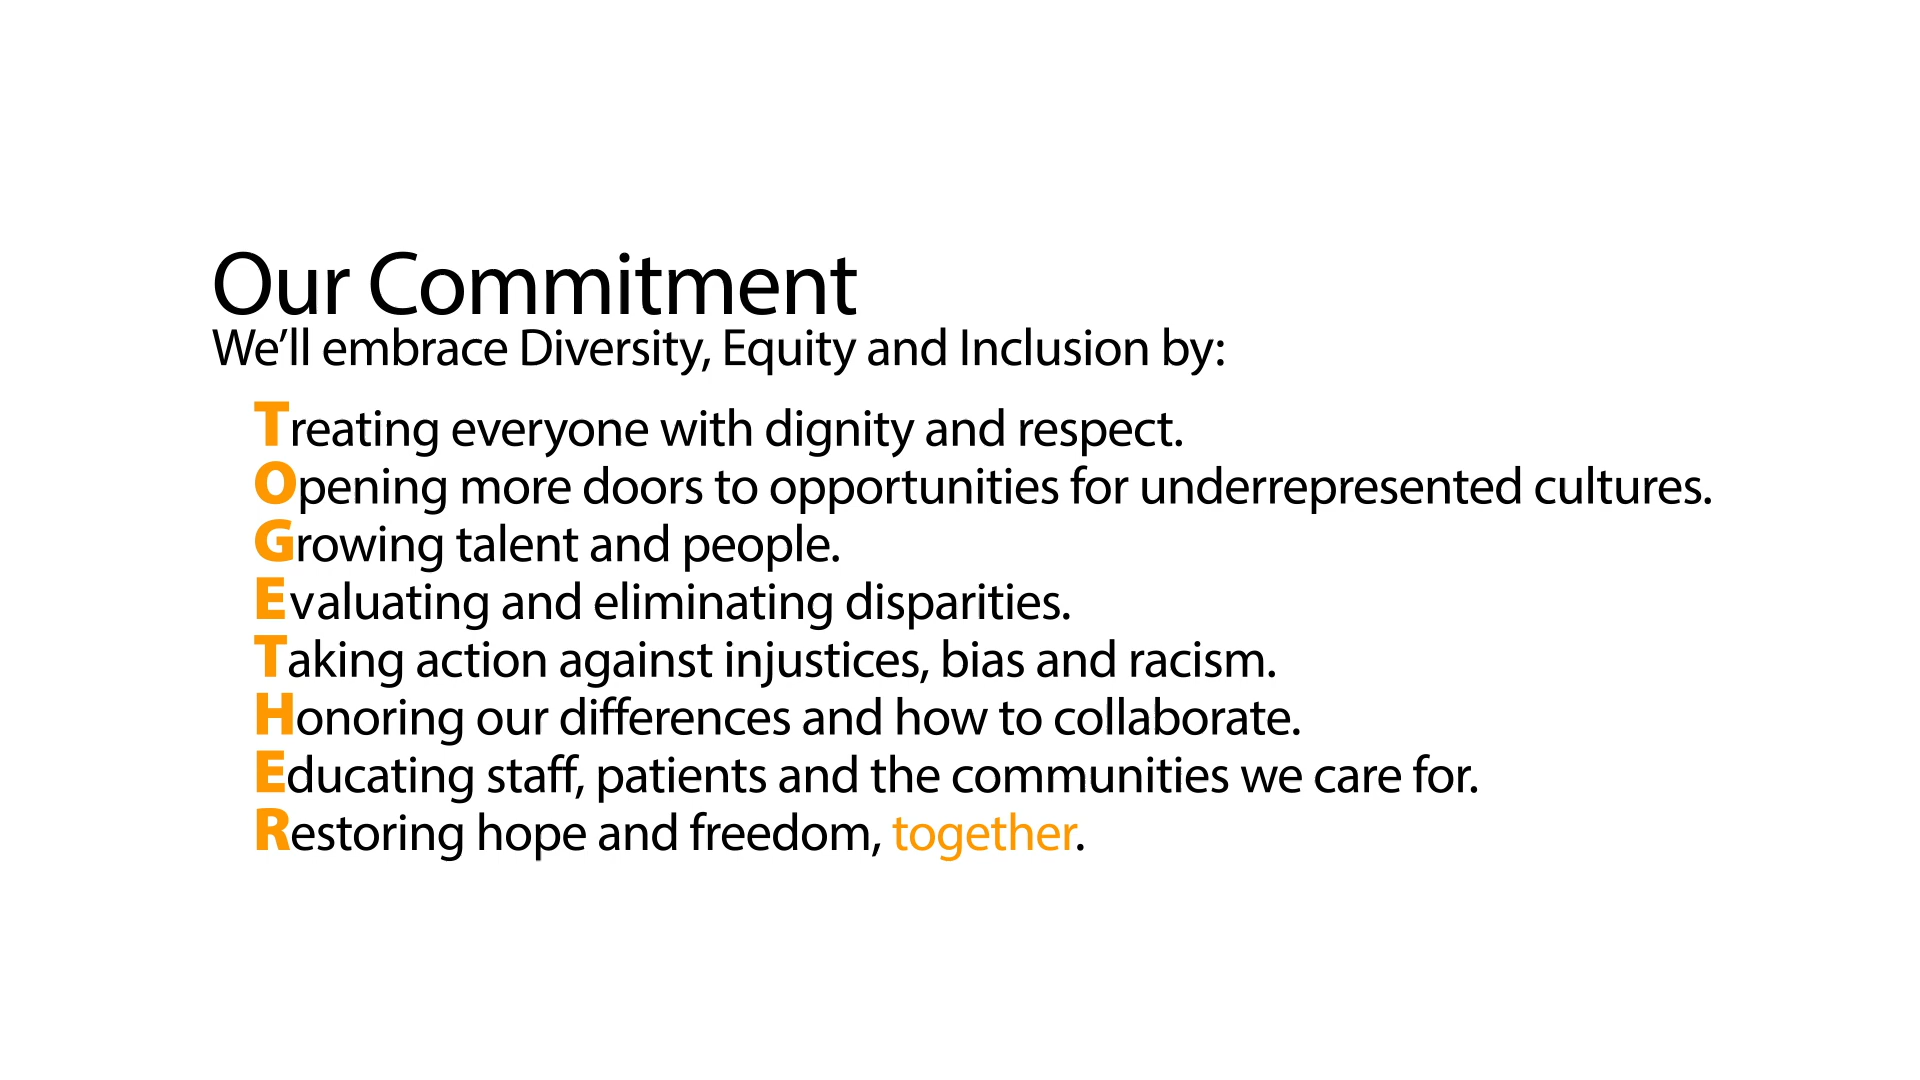 Our Commitment
We’ll embrace Diversity, Equity and Inclusion by:
Treating everyone with dignity and respect.
Opening more doors to opportunities for underrepresented cultures.
Growing talent and people.
Evaluating and eliminating disparities.
Taking action against injustices, bias and racism.
Honoring our differences and how to collaborate.
Educating staff, patients and the communities we care for.
Restoring hope and freedom, together.